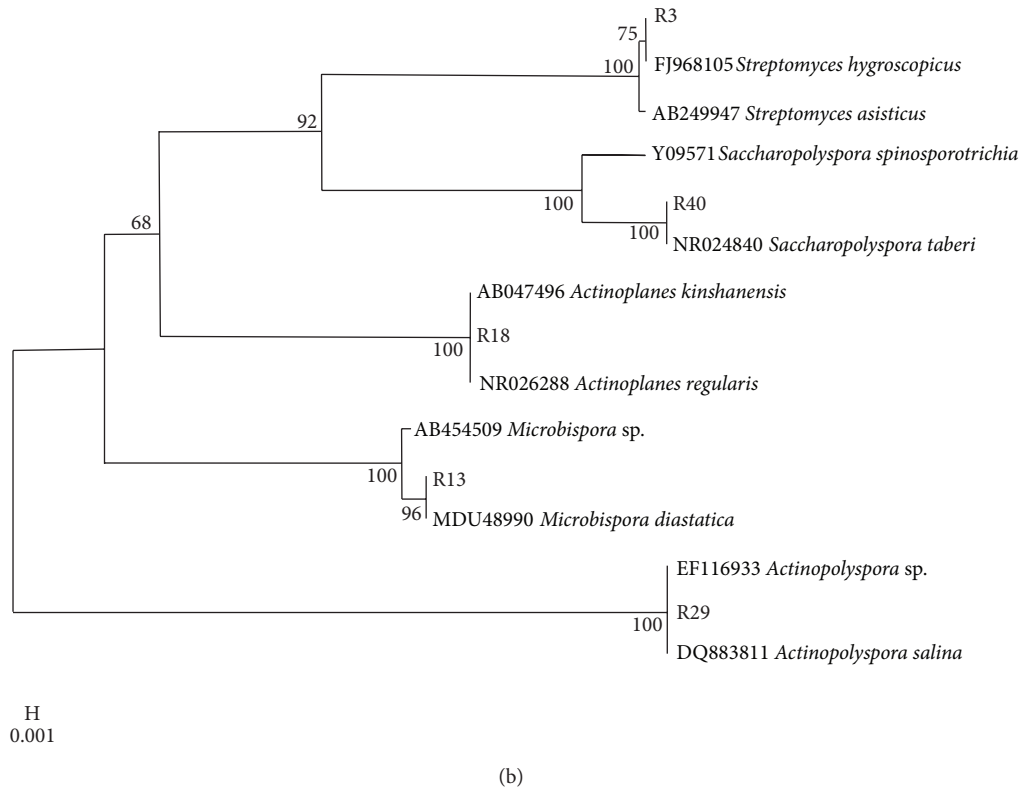 R3
75
FJ968105 Streptomyces hygroscopicus
100
AB249947 Streptomyces asisticus
92
Y09571 Saccharopolyspora spinosporotrichia
100
R40
100
NR024840 Saccharopolyspora taberi
68
AB047496 Actinoplanes kinshanensis
R18
100
NR026288 Actinoplanes regularis
AB454509 Microbispora sp.
100
R13
96
MDU48990 Microbispora diastatica
EF116933 Actinopolyspora sp.
R29
100
DQ883811 Actinopolyspora salina
H
0.001
(b)